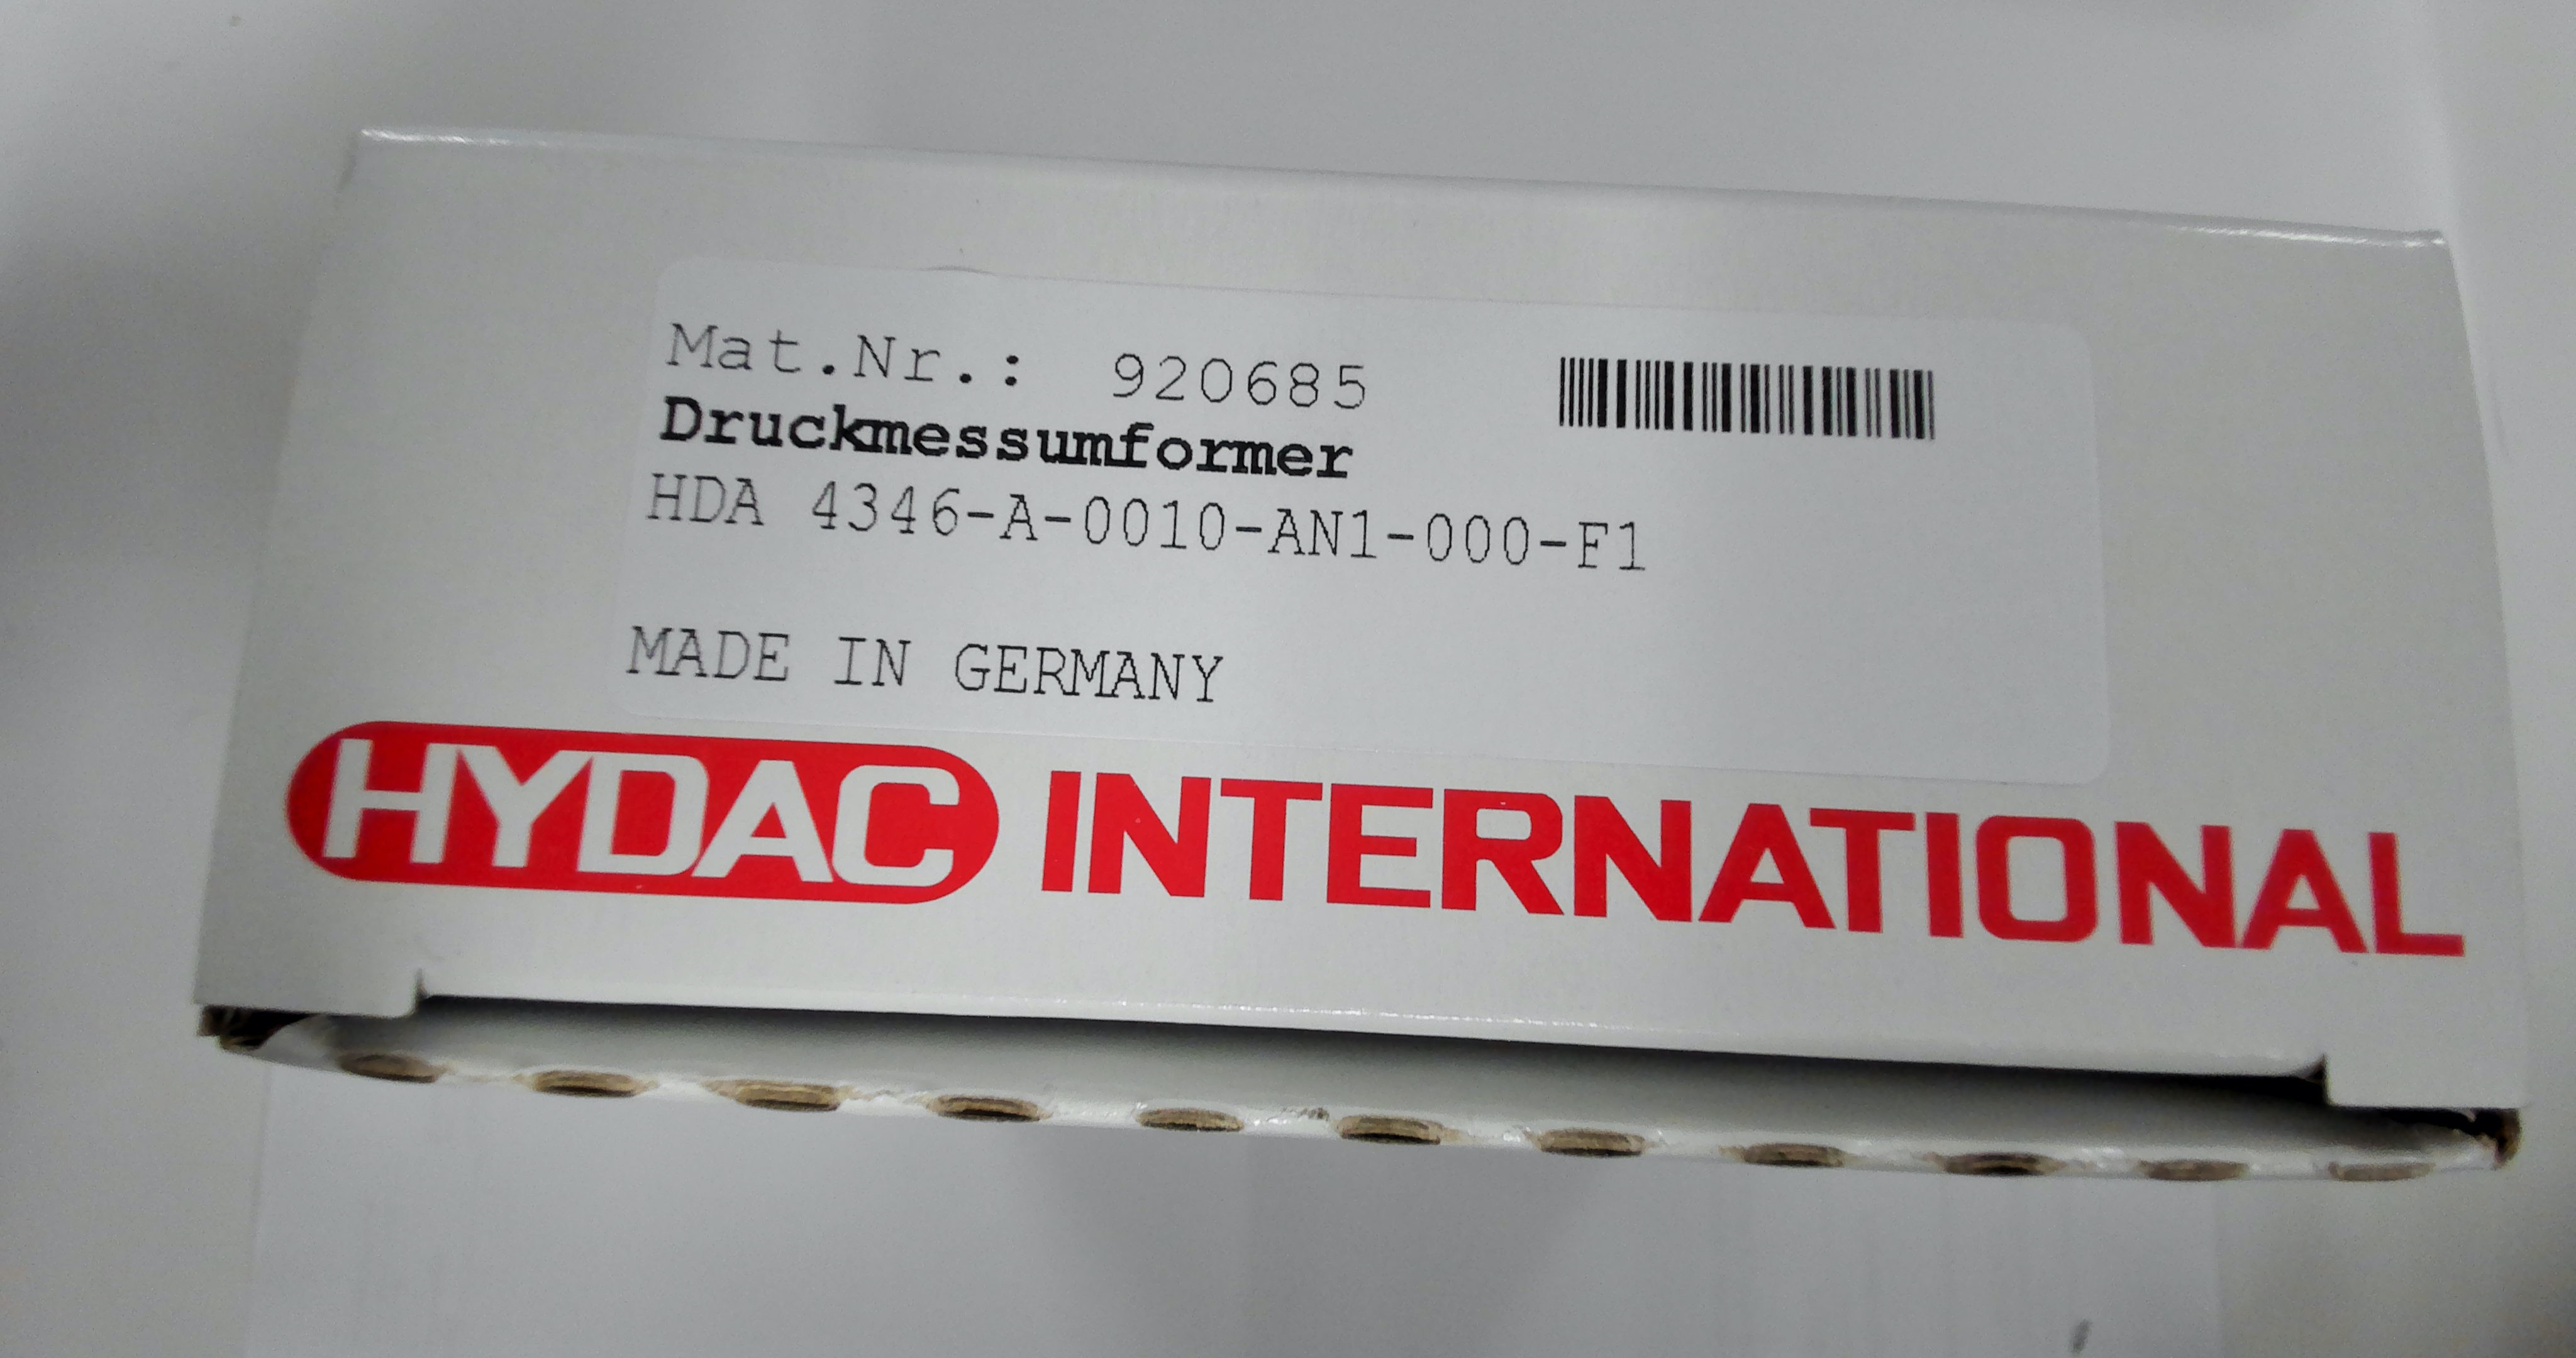 Mat.Nr.: 920685
Druckmessumformer
HDA 4346-A-0010-AN1-000-F1
MADE IN GERMANY
HYDAC INTERNATIONAL